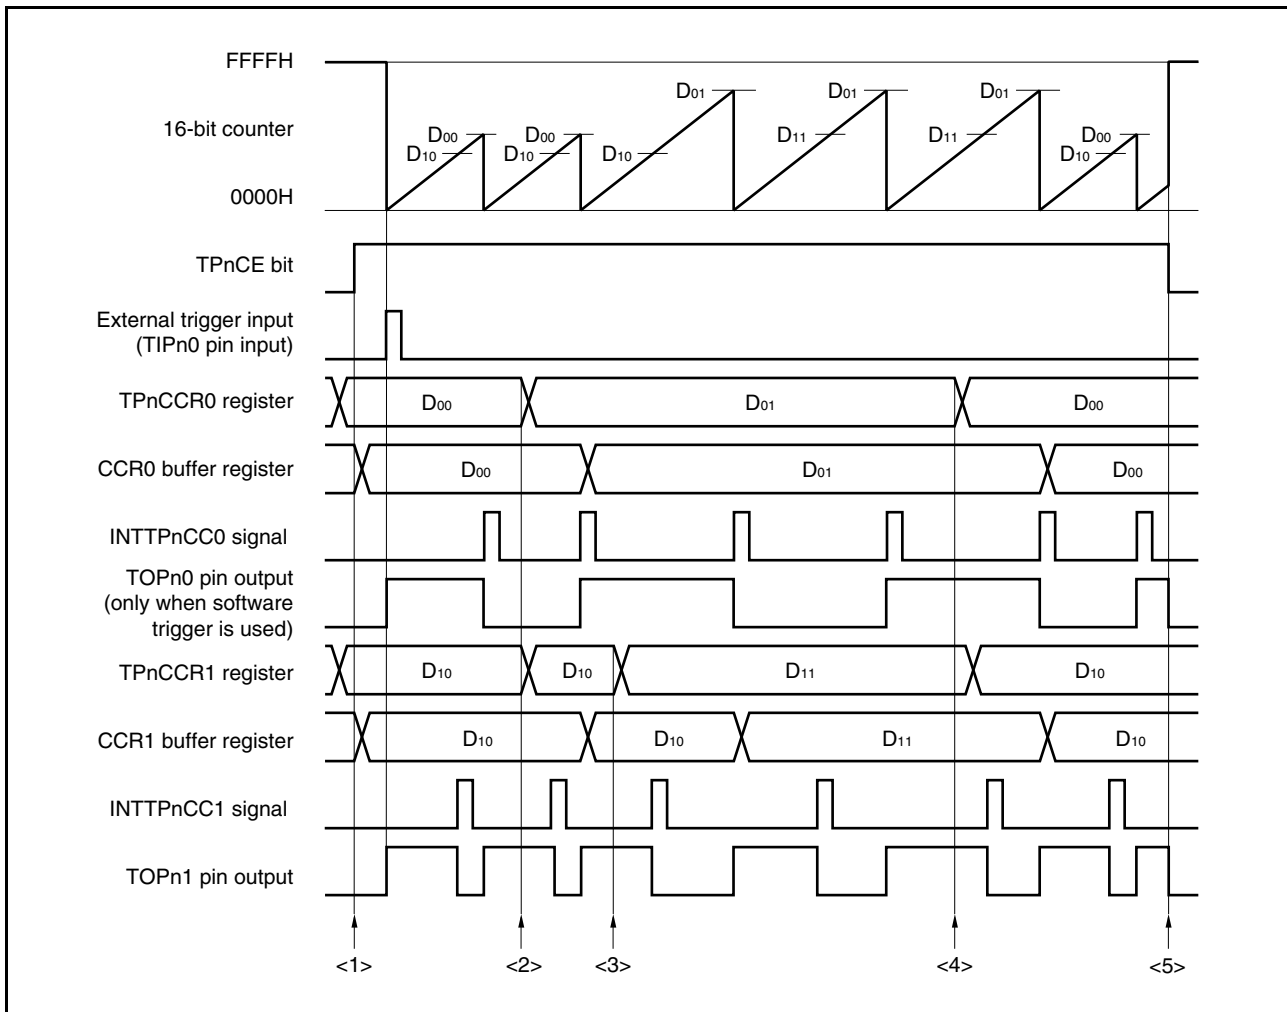 FFFFH
16-bit counter
0000H
D00
D10
D00
D10
D01
D10
D01
D11
D01
D11
D00
D10
TPnCE bit
External trigger input
(TIPn0 pin input)
TPnCCR0 register
D00
D01
D00
CCR0 buffer register
D00
D01
D00
INTTPnCC0 signal
TOPn0 pin output
(only when software
trigger is used)
TPnCCR1 register
D10
D10
D11
D10
CCR1 buffer register
D10
D10
D11
D10
INTTPnCC1 signal
TOPn1 pin output
<1>
<2>
<3>
<4>
<5>